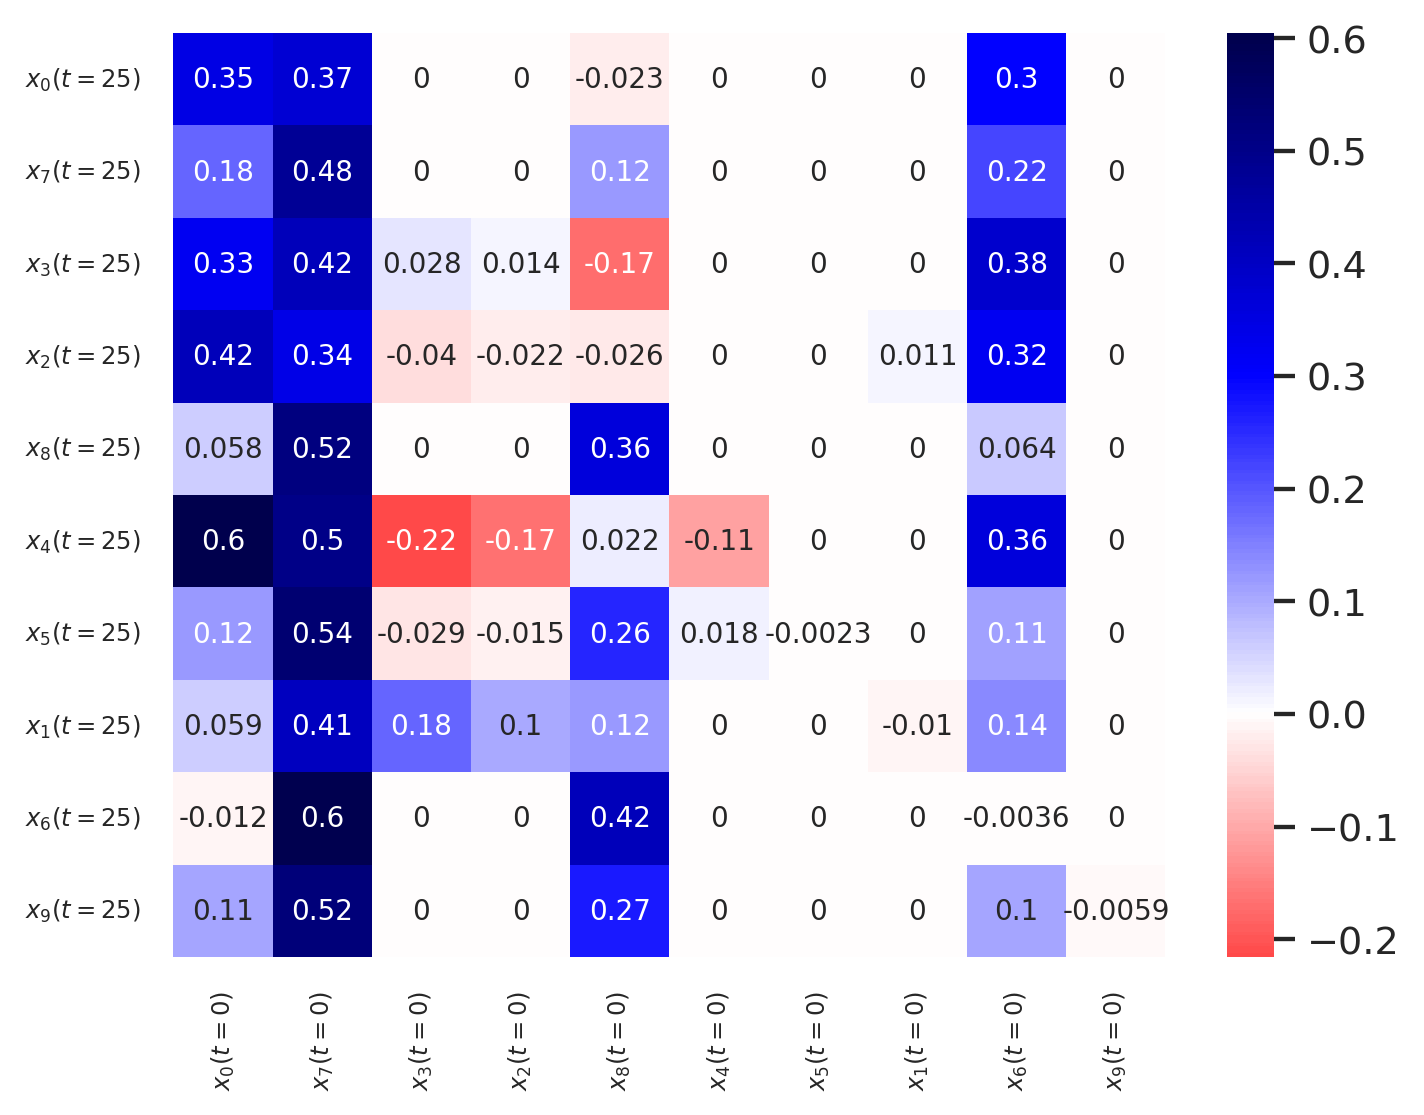 x₀(t = 25) 0.35 0.37 0 0 -0.023 0 0 0 0.3 0
x₇(t = 25) 0.18 0.48 0 0 0.12 0 0 0 0.22 0
x₃(t = 25) 0.33 0.42 0.028 0.014 -0.17 0 0 0 0.38 0
x₂(t = 25) 0.42 0.34 -0.04 -0.022 -0.026 0 0 0.011 0.32 0
x₈(t = 25) 0.058 0.52 0 0 0.36 0 0 0 0.064 0
x₄(t = 25) 0.6 0.5 -0.22 -0.17 0.022 -0.11 0 0 0.36 0
x₅(t = 25) 0.12 0.54 -0.029 -0.015 0.26 0.018 -0.0023 0 0.11 0
x₁(t = 25) 0.059 0.41 0.18 0.1 0.12 0 0 -0.01 0.14 0
x₆(t = 25) -0.012 0.6 0 0 0.42 0 0 0 -0.0036 0
x₉(t = 25) 0.11 0.52 0 0 0.27 0 0 0 0.1 -0.0059
x₀(t = 0)
x₇(t = 0)
x₃(t = 0)
x₂(t = 0)
x₈(t = 0)
x₄(t = 0)
x₅(t = 0)
x₁(t = 0)
x₆(t = 0)
x₉(t = 0)
0.6
0.5
0.4
0.3
0.2
0.1
0.0
−0.1
−0.2